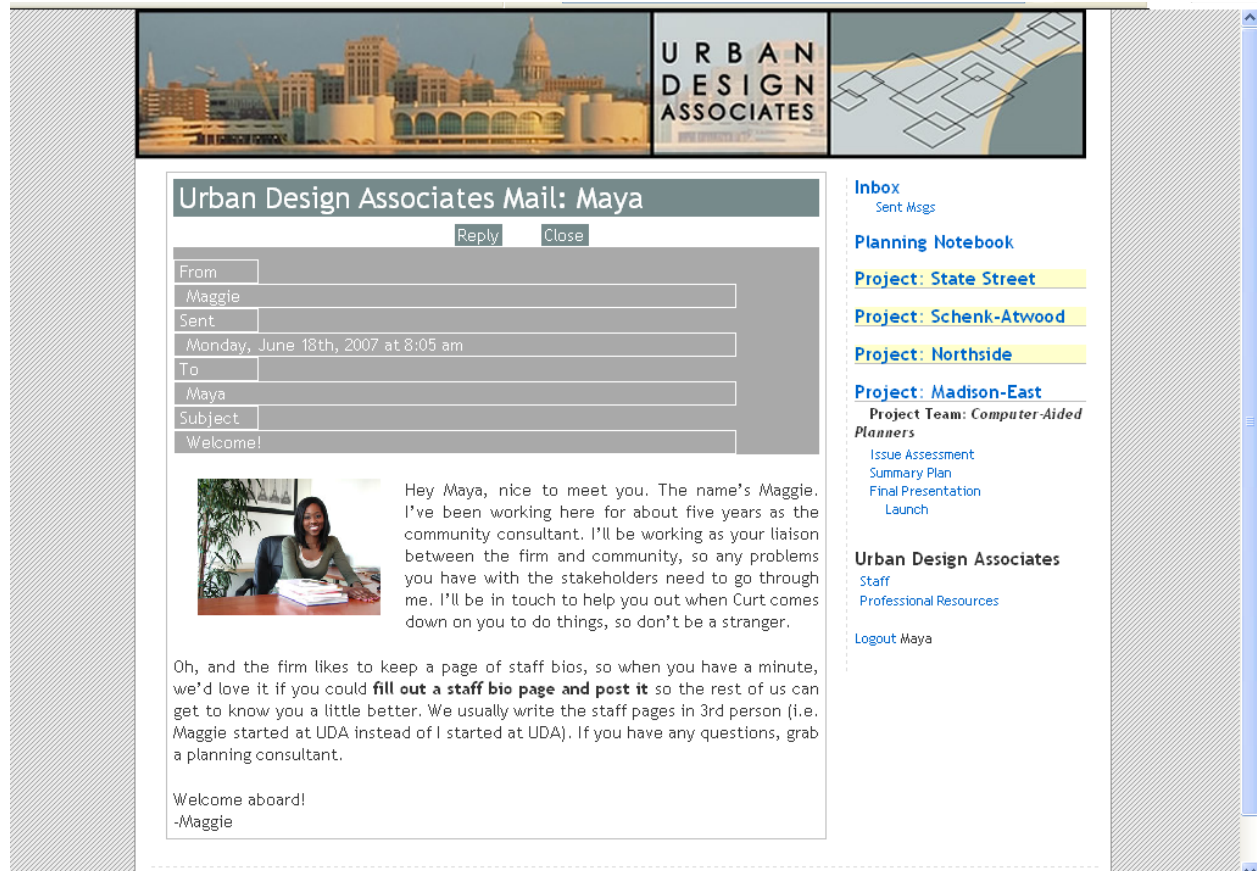 URBAN
DESIGN
ASSOCIATES
Urban Design Associates Mail: Maya
Reply Close
From
Maggie
Sent
Monday, June 18th, 2007 at 8:05 am
To
Maya
Subject
Welcome!
Hey Maya, nice to meet you. The name's Maggie.
I've been working here for about five years as the
community consultant. I'll be working as your liaison
between the firm and community, so any problems
you have with the stakeholders need to go through
me. I'll be in touch to help you out when Curt comes
down on you to do things, so don't be a stranger.
Oh, and the firm likes to keep a page of staff bios, so when you have a minute,
we'd love it if you could fill out a staff bio page and post it so the rest of us can
get to know you a little better. We usually write the staff pages in 3rd person (i.e.
Maggie started at UDA instead of I started at UDA). If you have any questions, grab
a planning consultant.
Welcome aboard!
-Maggie
Inbox
Sent Msgs
Planning Notebook
Project: State Street
Project: Schenk-Atwood
Project: Northside
Project: Madison-East
Project Team: Computer-Aided
Planners
Issue Assessment
Summary Plan
Final Presentation
Launch
Urban Design Associates
Staff
Professional Resources
Logout Maya